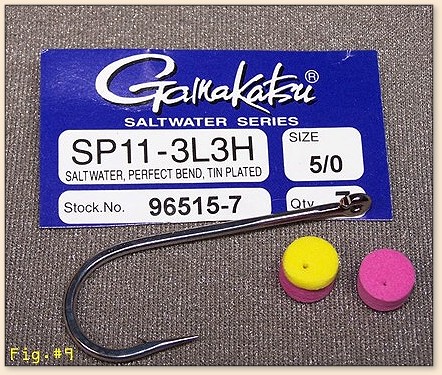 Gamakatsu®
SALTWATER SERIES
SP11-3L3H
SALTWATER, PERFECT BEND, TIN PLATED
SIZE
5/0
Stock.No. 96515-7
Qty
Fig.#9